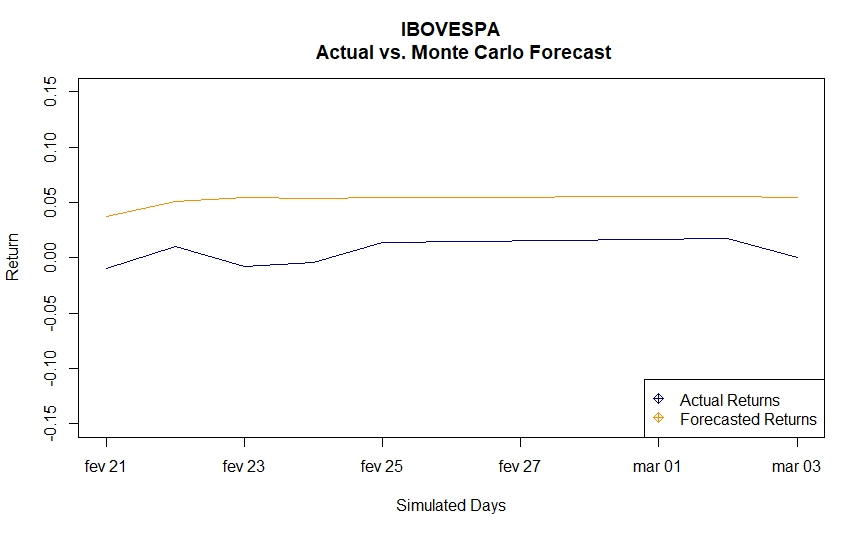 IBOVESPA
Actual vs. Monte Carlo Forecast
Return
0.15
0.10
0.05
0.00
-0.05
-0.10
-0.15
Actual Returns
Forecasted Returns
fev 21
fev 23
fev 25
fev 27
mar 01
mar 03
Simulated Days